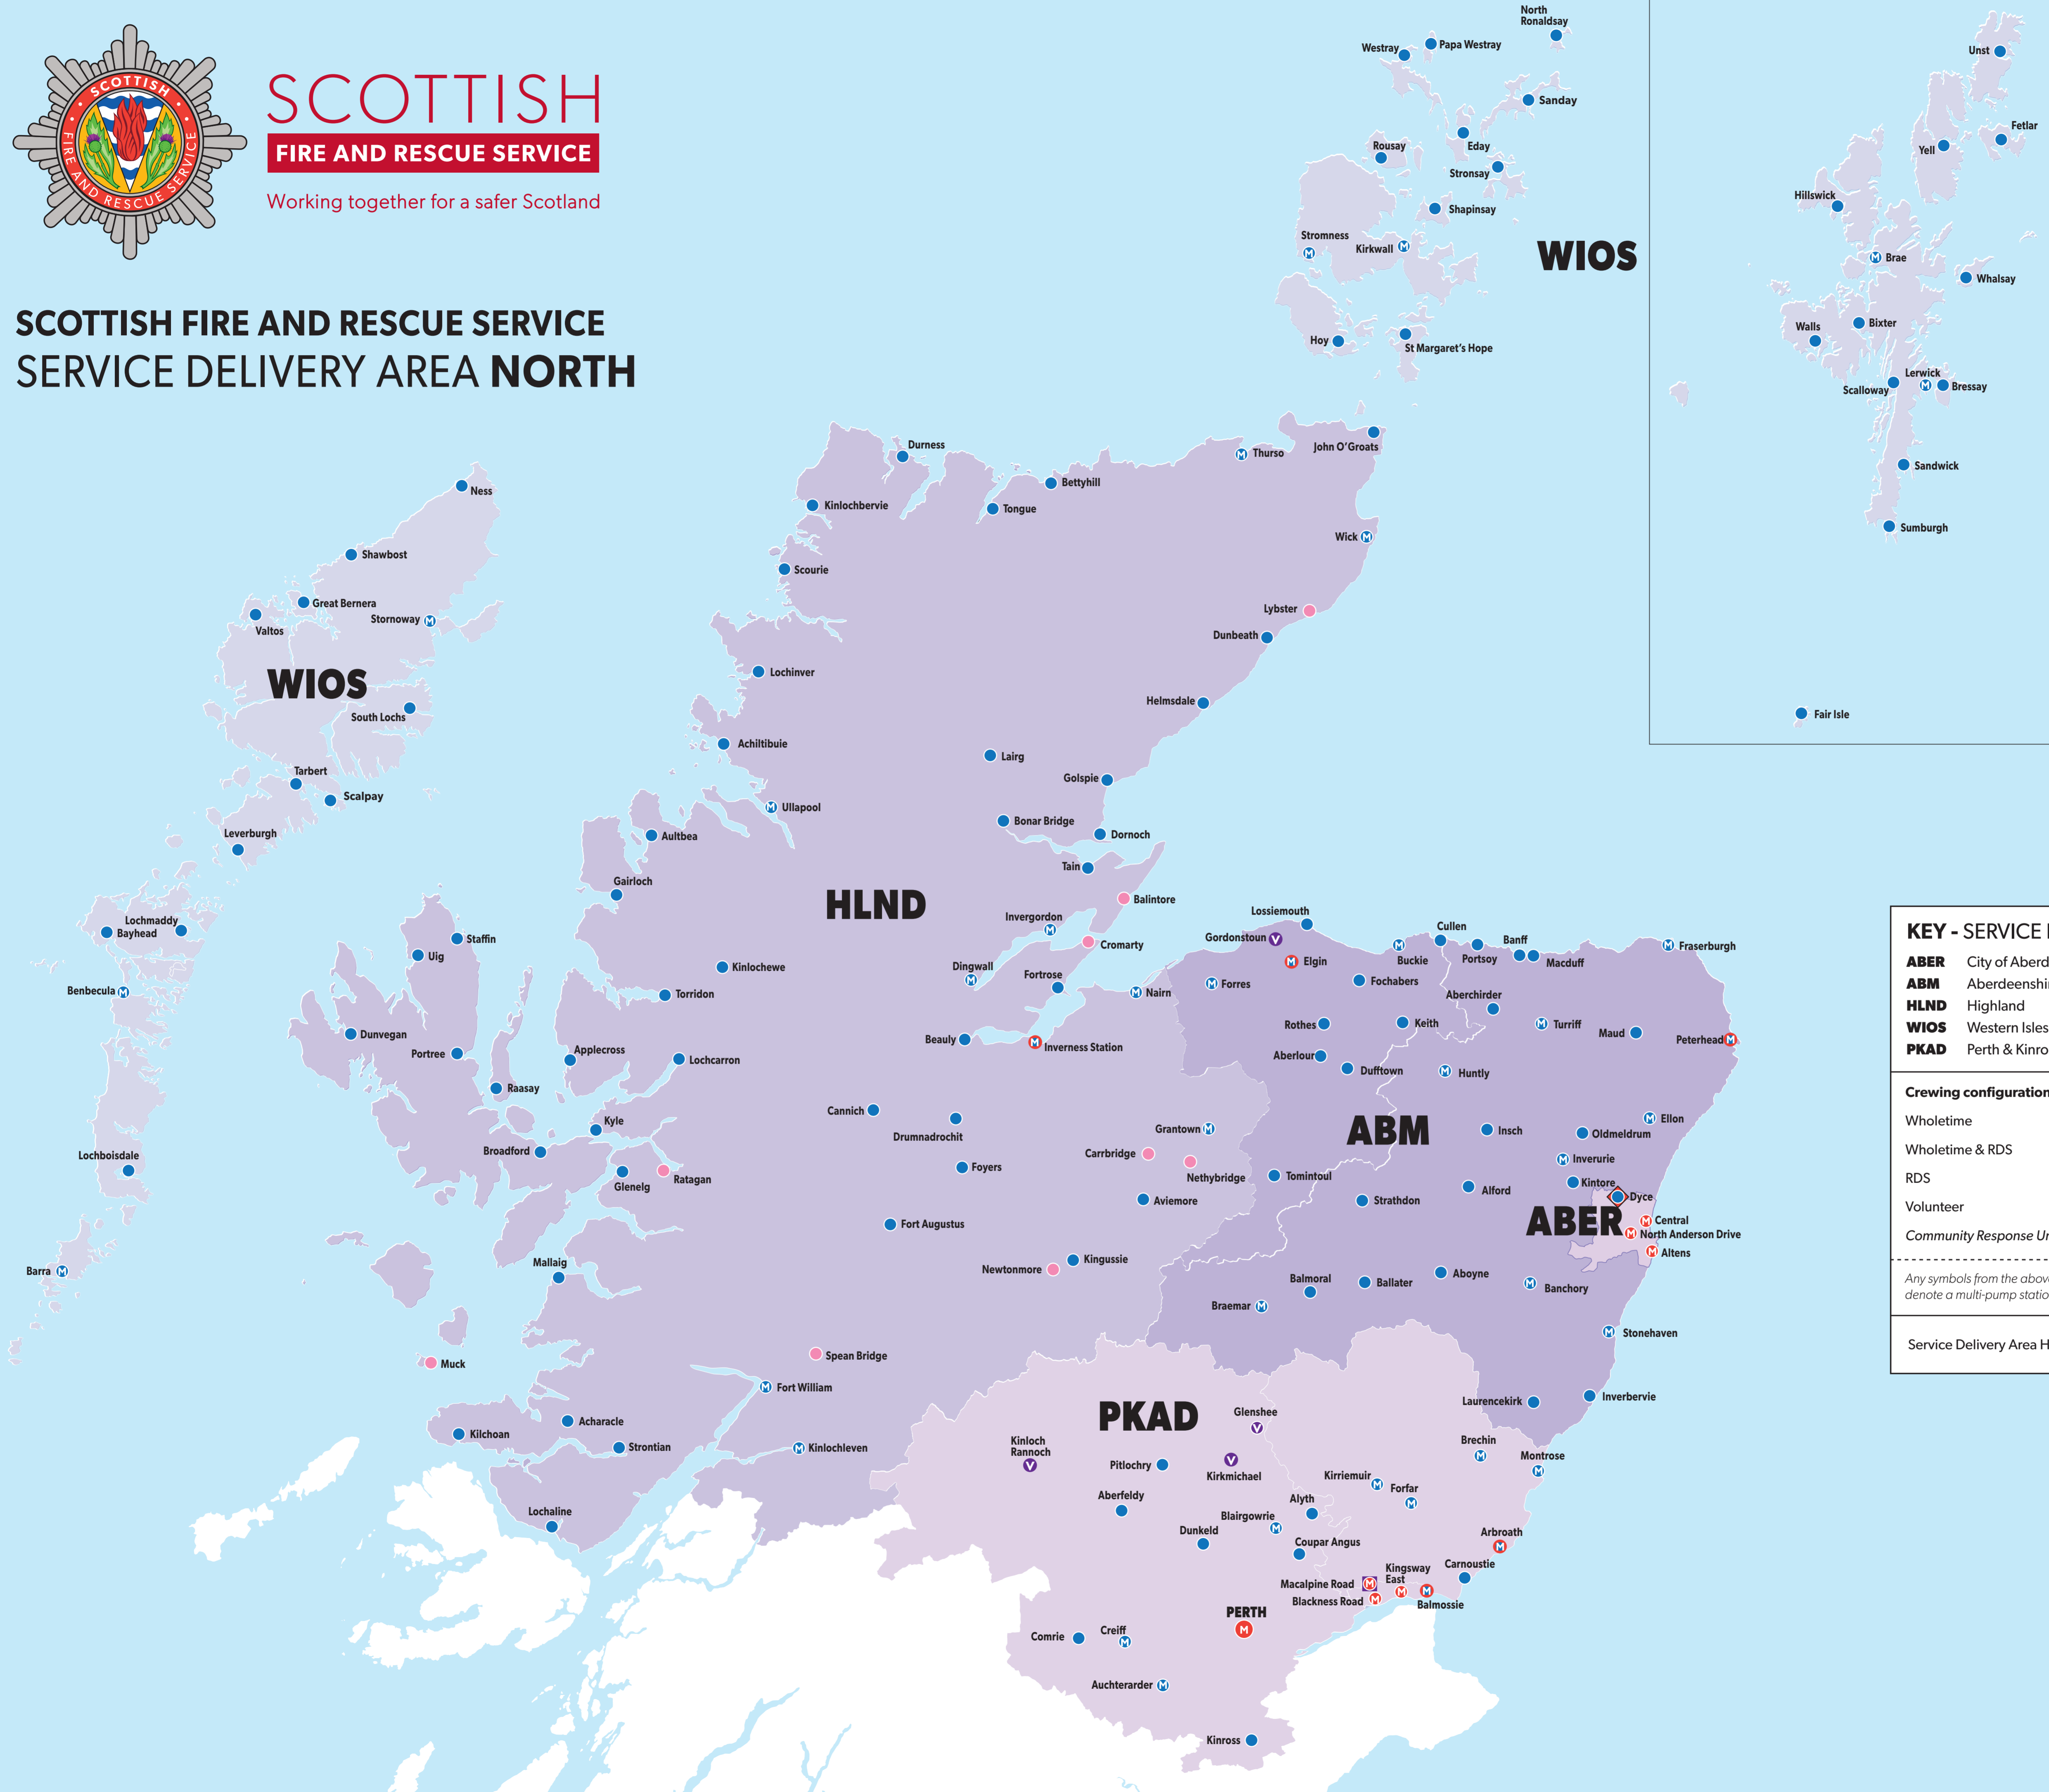 SCOTTISH
FIRE AND RESCUE SERVICE
SCOTTISH
FIRE AND RESCUE SERVICE
Working together for a safer Scotland
SCOTTISH FIRE AND RESCUE SERVICE
SERVICE DELIVERY AREA NORTH
North
Ronaldsay
Westray
Papa Westray
Sanday
Eday
Rousay
Stronsay
Shapinsay
Stromness
Kirkwall
WIOS
Hoy
St Margaret's Hope
Unst
Fetlar
Yell
Hillswick
Brae
Whalsay
Walls
Bixter
Lerwick
M
Scalloway
Bressay
Sandwick
Sumburgh
Fair Isle
Ness
Shawbost
Great Bernera
Valtos
Stornoway
WIOS
South Lochs
Tarbert
Scalpay
Leverburgh
Lochmaddy
Bayhead
Benbecula
Lochboisdale
Barra
Durness
Thurso
John O'Groats
Bettyhill
Kinlochbervie
Tongue
Wick
Scourie
Lybster
Dunbeath
Lochinver
Helmsdale
Achiltibuie
Lairg
Golspie
Ullapool
Bonar Bridge
Aultbea
Dornoch
Tain
Gairloch
Balintore
HLND
Invergordon
Cromarty
Staffin
Uig
Kinlochewe
Dingwall
Fortrose
Torridon
Nairn
Dunvegan
Portree
Applecross
Lochcarron
Beauly
Inverness Station
Raasay
Cannich
Drumnadrochit
Kyle
Broadford
Grantown
Carrbridge
Nethybridge
Glenelg
Ratagan
Foyers
Aviemore
Fort Augustus
Mallaig
Newtonmore
Kingussie
Muck
Spean Bridge
Fort William
Acharacle
Kilchoan
Strontian
Kinlochleven
Lochaline
Lossiemouth
Gordonstoun
V
Elgin
Forres
Buckie
Cullen
Portsoy
Banff
Macduff
Fraserburgh
Fochabers
Aberchirder
Rothes
Keith
Turriff
Maud
Peterhead
Aberlour
Dufftown
Huntly
ABM
Insch
Ellon
Oldmeldrum
Inverurie
Tomintoul
Strathdon
Alford
Kintore
Dyce
ABER
Central
North Anderson Drive
Altens
Aboyne
Balmoral
Ballater
Banchory
Braemar
Stonehaven
Laurencekirk
Inverbervie
PKAD
Glenshee
V
Kinloch
Rannoch
V
Pitlochry
V
Kirkmichael
Brechin
Montrose
Kirriemuir
Forfar
Aberfeldy
Alyth
Blairgowrie
Dunkeld
Coupar Angus
Arbroath
Carnoustie
Kingsway
East
Macalpine Road
Blackness Road
Balmossie
PERTH
M
Comrie
Creiff
Auchterarder
Kinross
KEY - SERVICE
ABER City of Aberd
ABM Aberdeenshi
HLND Highland
WIOS Western Isles
PKAD Perth & Kinro
Crewing configuration
Wholetime
Wholetime & RDS
RDS
Volunteer
Community Response Un
Any symbols from the abov
denote a multi-pump statio
Service Delivery Area H